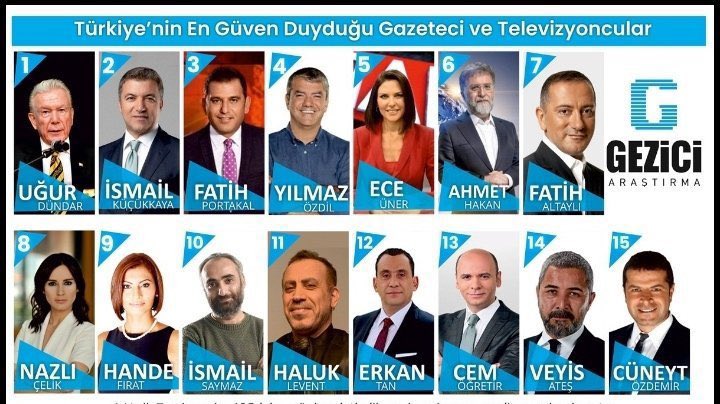 Türkiye'nin En Güven Duyduğu Gazeteci ve Televizyoncular
1
UĞUR
DÜNDAR
2
İSMAİL
KÜÇÜKKAYA
3
FATİH
PORTAKAL
4
YILMAZ
ÖZDİL
5
ECE
ÜNER
6
AHMET
HAKAN
7
FATİH
ALTAYLI
GEZİCİ
ARAŞTIRMA
8
NAZLI
ÇELİK
9
HANDE
FIRAT
10
İSMAİL
SAYMAZ
11
HALUK
LEVENT
12
ERKAN
TAN
13
CEM
ÖĞRETİR
14
VEYİS
ATEŞ
15
CÜNEYT
ÖZDEMİR